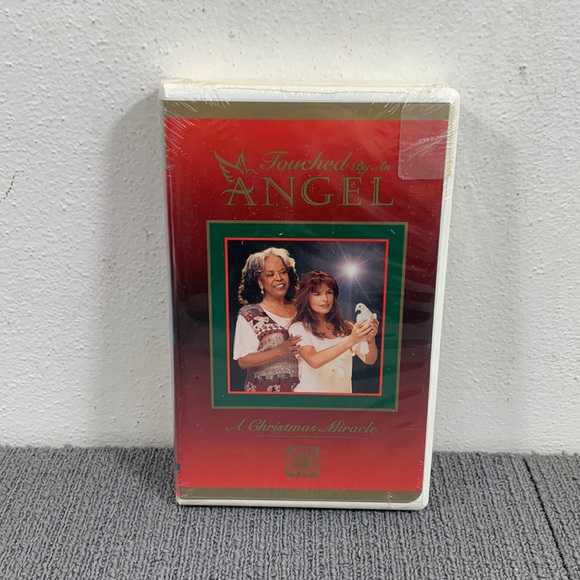 Touched By An
ANGEL
A Christmas Miracle